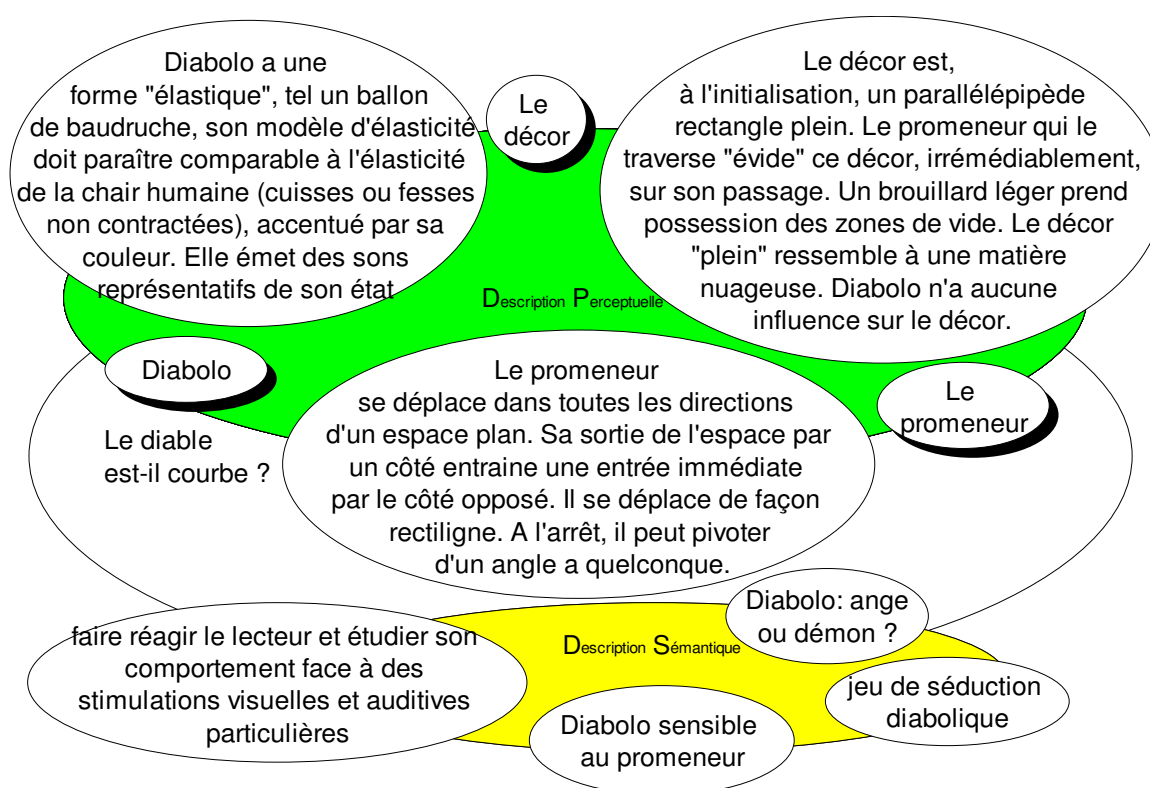 Diabolo a une
forme "élastique", tel un ballon
de baudruche, son modèle d'élasticité
doit paraître comparable à l'élasticité
de la chair humaine (cuisses ou fesses
non contractées), accentué par sa
couleur. Elle émet des sons
représentatifs de son état
Le
décor
Le décor est,
à l'initialisation, un parallélépipède
rectangle plein. Le promeneur qui le
traverse "évide" ce décor, irrémédiablement,
sur son passage. Un brouillard léger prend
possession des zones de vide. Le décor
"plein" ressemble à une matière
nuageuse. Diabolo n'a aucune
influence sur le décor.
Description Perceptuelle
Diabolo
Le
promeneur
Le diable
est-il courbe ?
Le promeneur
se déplace dans toutes les directions
d'un espace plan. Sa sortie de l'espace par
un côté entraine une entrée immédiate
par le côté opposé. Il se déplace de façon
rectiligne. A l'arrêt, il peut pivoter
d'un angle a quelconque.
Description Sémantique
Diabolo: ange
ou démon ?
faire réagir le lecteur et étudier son
comportement face à des
stimulations visuelles et auditives
particulières
jeu de séduction
diabolique
Diabolo sensible
au promeneur